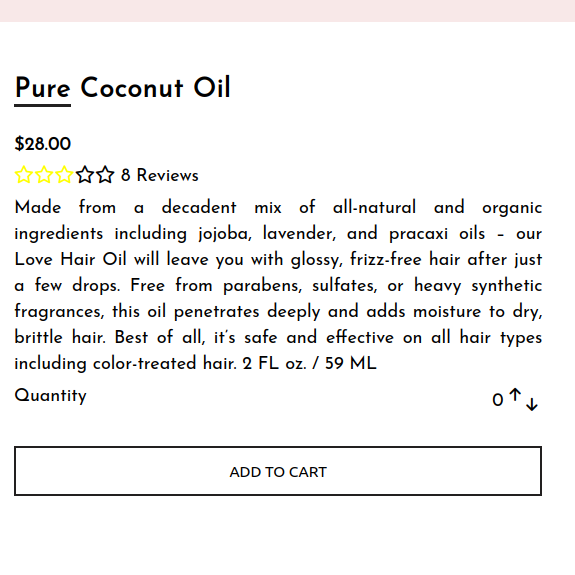 Pure Coconut Oil
$28.00
8 Reviews
Made from a decadent mix of all-natural and organic
ingredients including jojoba, lavender, and pracaxi oils – our
Love Hair Oil will leave you with glossy, frizz-free hair after just
a few drops. Free from parabens, sulfates, or heavy synthetic
fragrances, this oil penetrates deeply and adds moisture to dry,
brittle hair. Best of all, it's safe and effective on all hair types
including color-treated hair. 2 FL oz. / 59 ML
Quantity 0
ADD TO CART